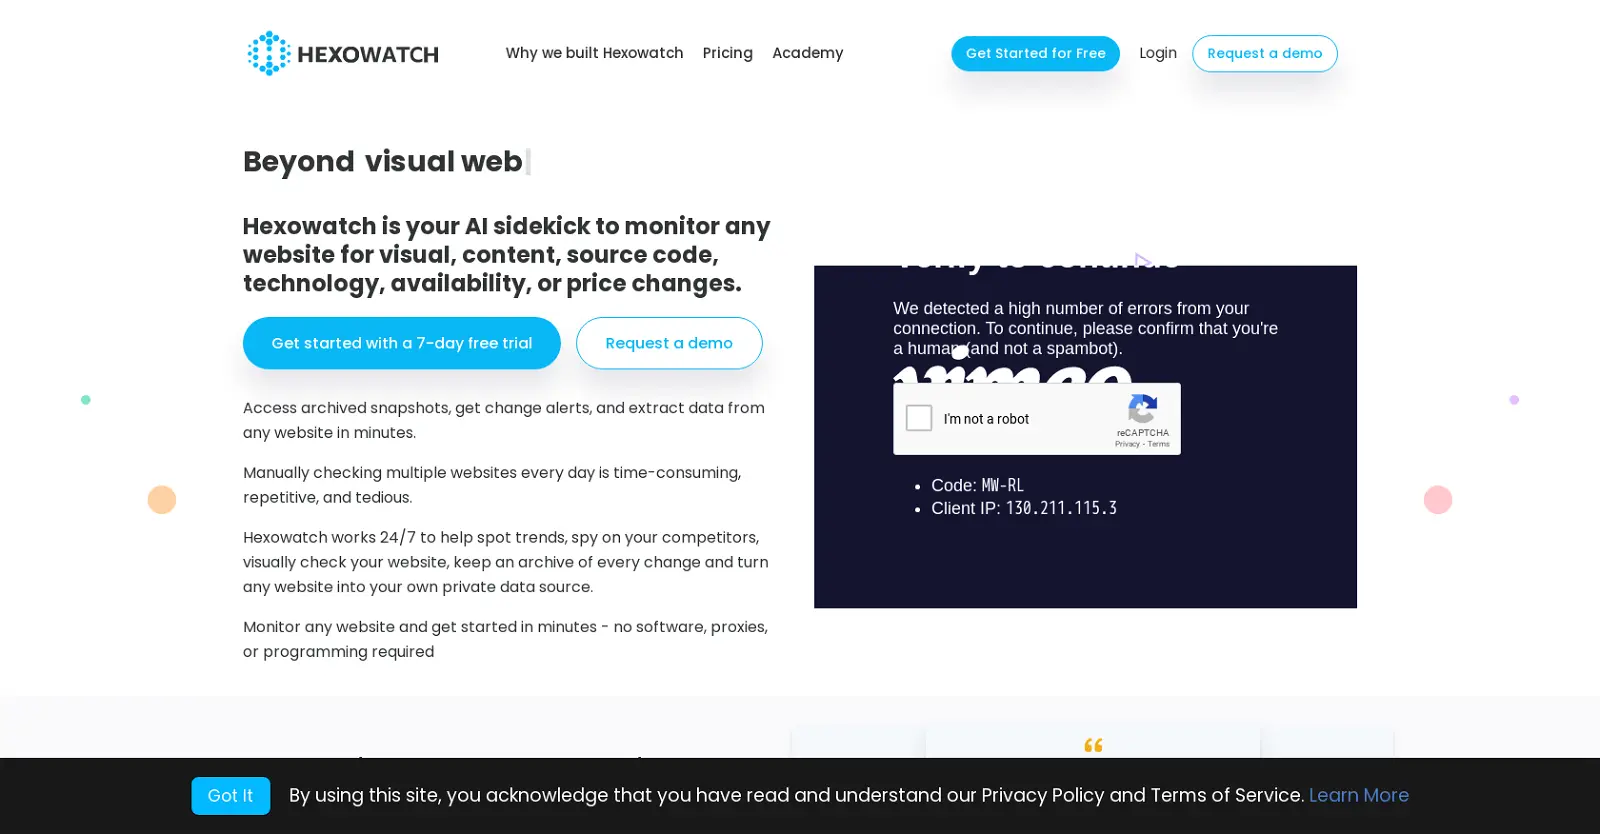 HEXOWATCH
Why we built Hexowatch
Pricing
Academy
Get Started for Free
Login
Request a demo
Beyond visual web
Hexowatch is your AI sidekick to monitor any
website for visual, content, source code,
technology, availability, or price changes.
Get started with a 7-day free trial
Request a demo
Access archived snapshots, get change alerts, and extract data from
any website in minutes.
Manually checking multiple websites every day is time-consuming,
repetitive, and tedious.
Hexowatch works 24/7 to help spot trends, spy on your competitors,
visually check your website, keep an archive of every change and turn
any website into your own private data source.
Monitor any website and get started in minutes - no software, proxies,
or programming required
Verify to continue
We detected a high number of errors from your
connection. To continue, please confirm that you're
a human (and not a spambot).
vimeo
I'm not a robot
reCAPTCHA
Privacy - Terms
Code: MW-RL
Client IP: 130.211.115.3
“
Got It
By using this site, you acknowledge that you have read and understand our Privacy Policy and Terms of Service. Learn More